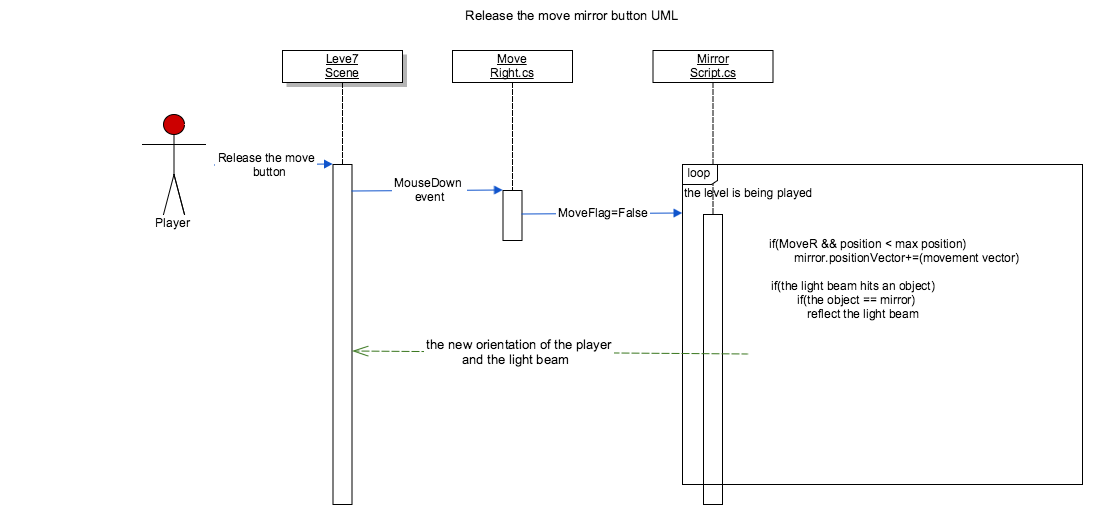 Release the move mirror button UML
Leve7
Scene
Move
Right.cs
Mirror
Script.cs
Release the move
button
Player
MouseDown
event
MoveFlag=False
loop
the level is being played
if(MoveR && position < max position)
mirror.positionVector+=(movement vector)
if(the light beam hits an object)
if(the object == mirror)
reflect the light beam
the new orientation of the player
and the light beam